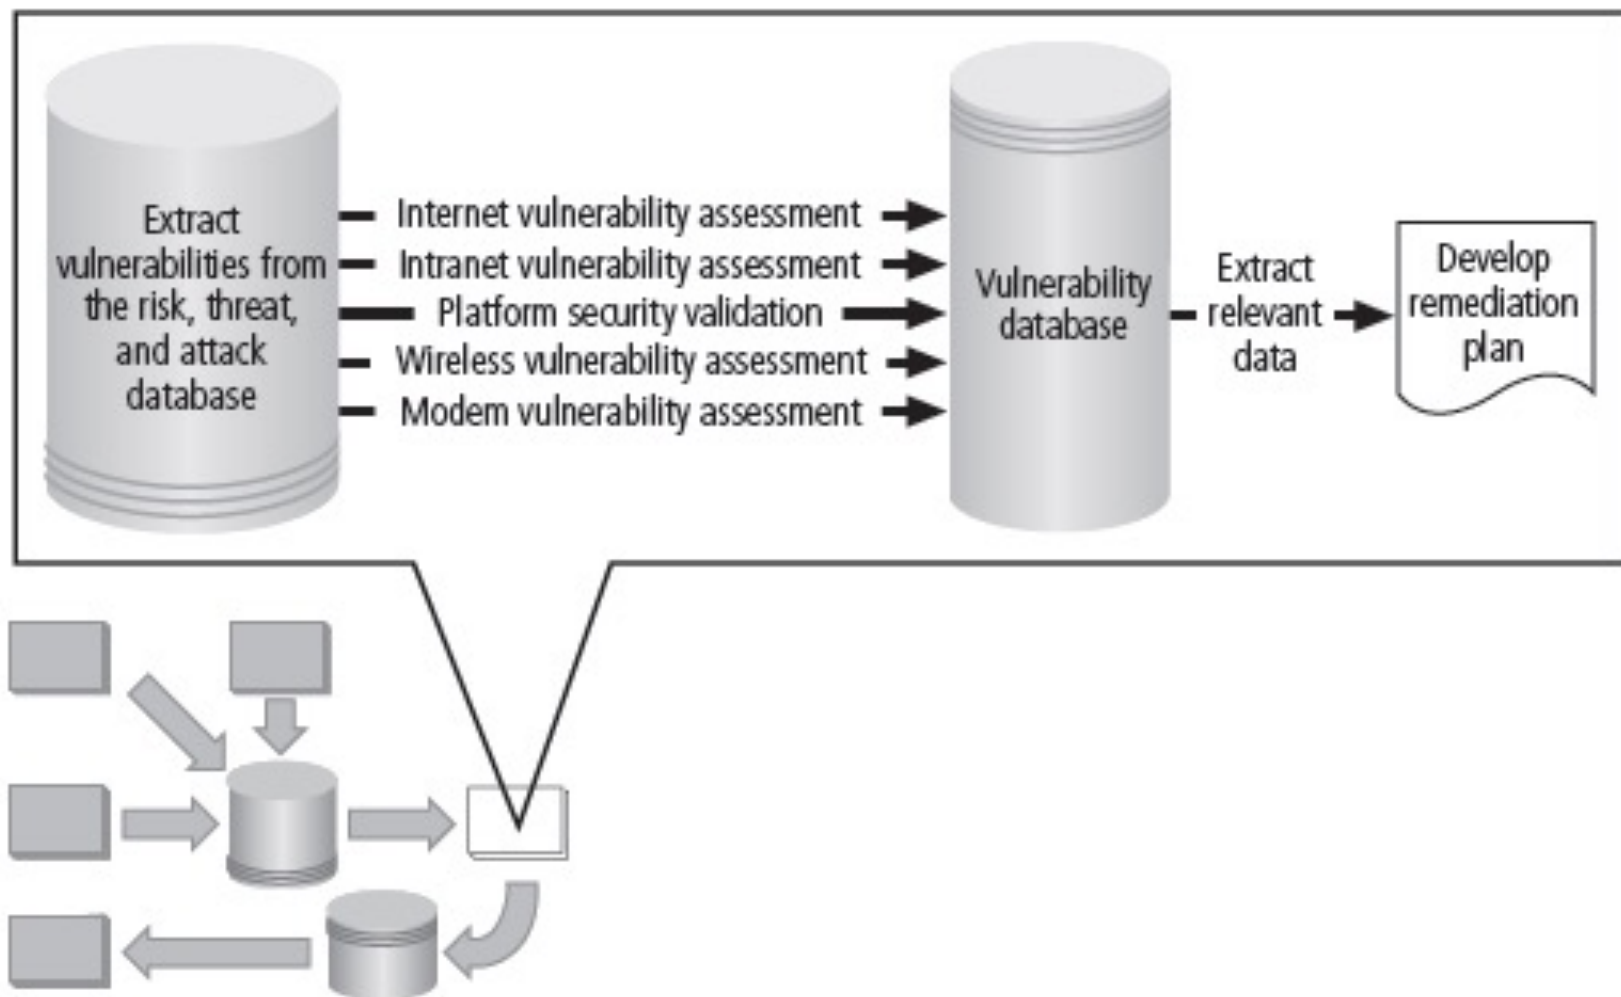 Extract
vulnerabilities from
the risk, threat,
and attack
database
Internet vulnerability assessment
Intranet vulnerability assessment
Platform security validation
Wireless vulnerability assessment
Modem vulnerability assessment
Vulnerability
database
Extract
relevant
data
Develop
remediation
plan